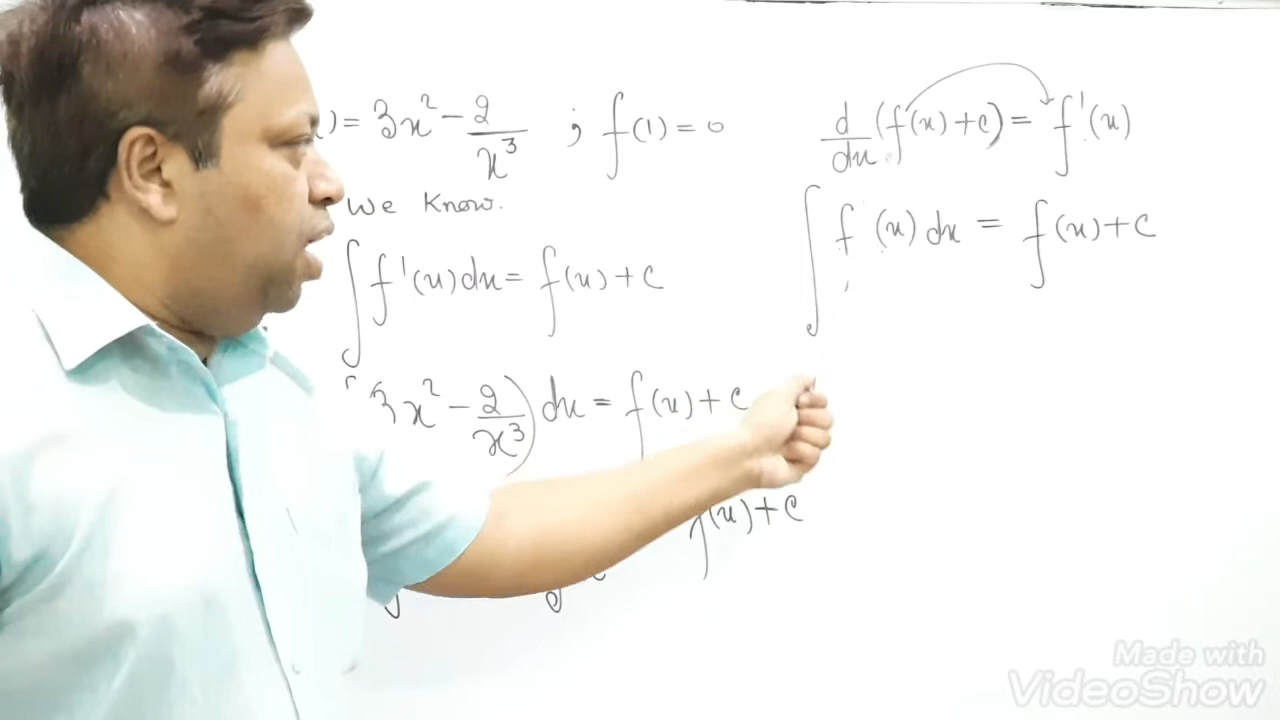 ) = 3x² - 2/x³ ; f(1) = 0
We Know.
∫ f'(x) dx = f(x) + c
3x² - 2/x³) dx = f(x) + c
f(x) + c
d/dx (f(x) + c) = f'(x)
∫ f'(x) dx = f(x) + c
Made with
VideoShow